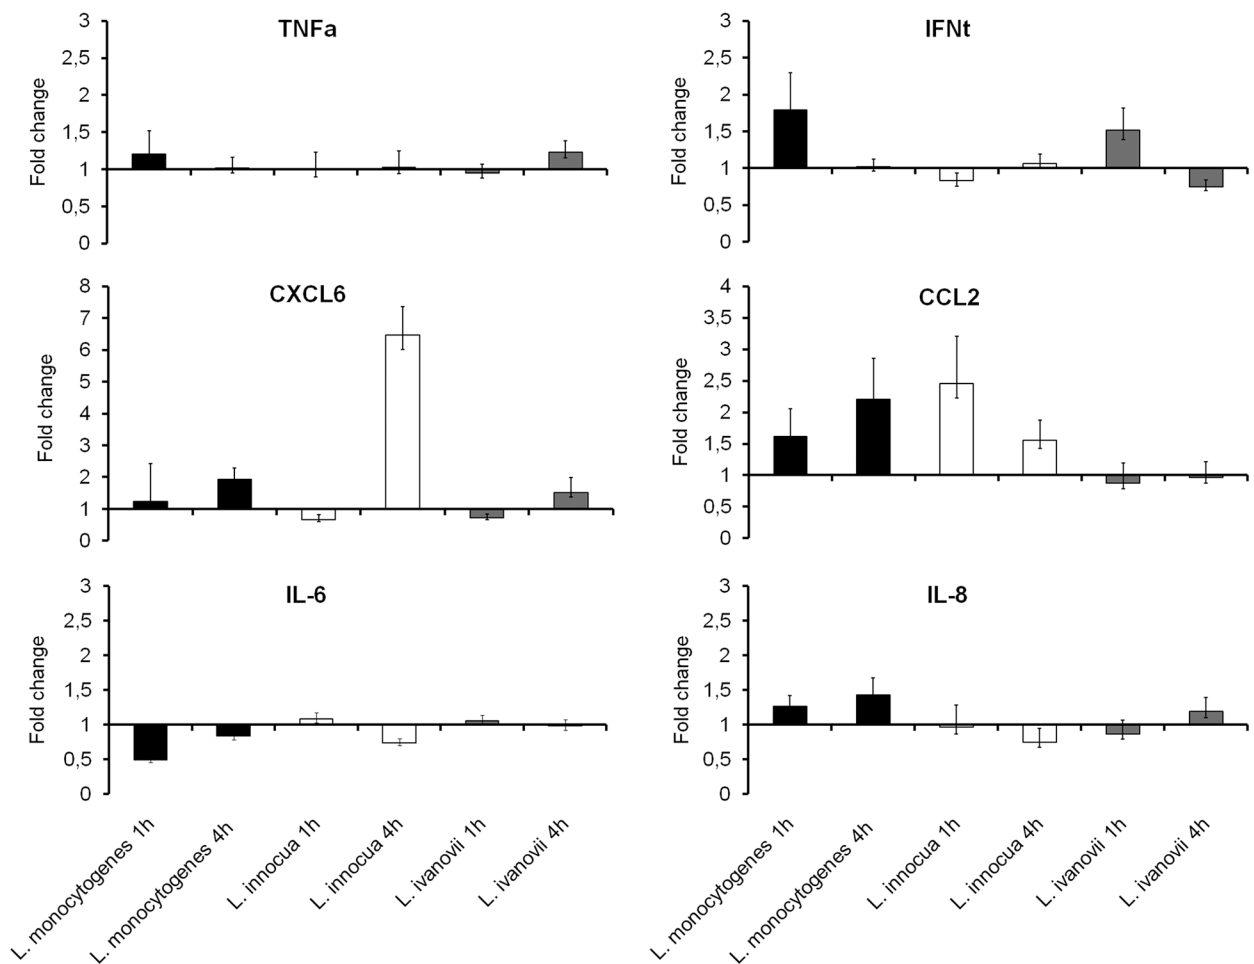 TNFa
3
2,5
2
1,5
1
0,5
0
Fold change
IFNt
3
2,5
2
1,5
1
0,5
0
Fold change
CXCL6
8
7
6
5
4
3
2
1
0
Fold change
CCL2
4
3,5
3
2,5
2
1,5
1
0,5
0
Fold change
IL-6
3
2,5
2
1,5
1
0,5
0
Fold change
L. monocytogenes 1h
L. monocytogenes 4h
L. innocua 1h
L. innocua 4h
L. ivanovii 1h
L. ivanovii 4h
IL-8
3
2,5
2
1,5
1
0,5
0
Fold change
L. monocytogenes 1h
L. monocytogenes 4h
L. innocua 1h
L. innocua 4h
L. ivanovii 1h
L. ivanovii 4h